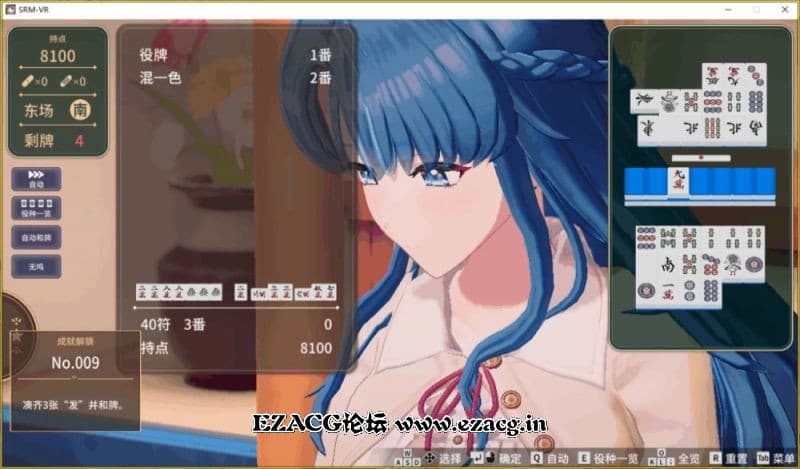 SRM-VR
持点
8100
×0 ×0
东场 南
剩牌 4
自动
役种一览
自动和牌
无鸣
役牌 1番
混一色 2番
40符 3番 0
持点 8100
成就解锁
No.009
凑齐3张“发”并和牌。
EZACG论坛 www.ezacg.in
W
A S D 选择 确定 Q 自动 E 役种一览 全览 R 重置 Tab 菜单